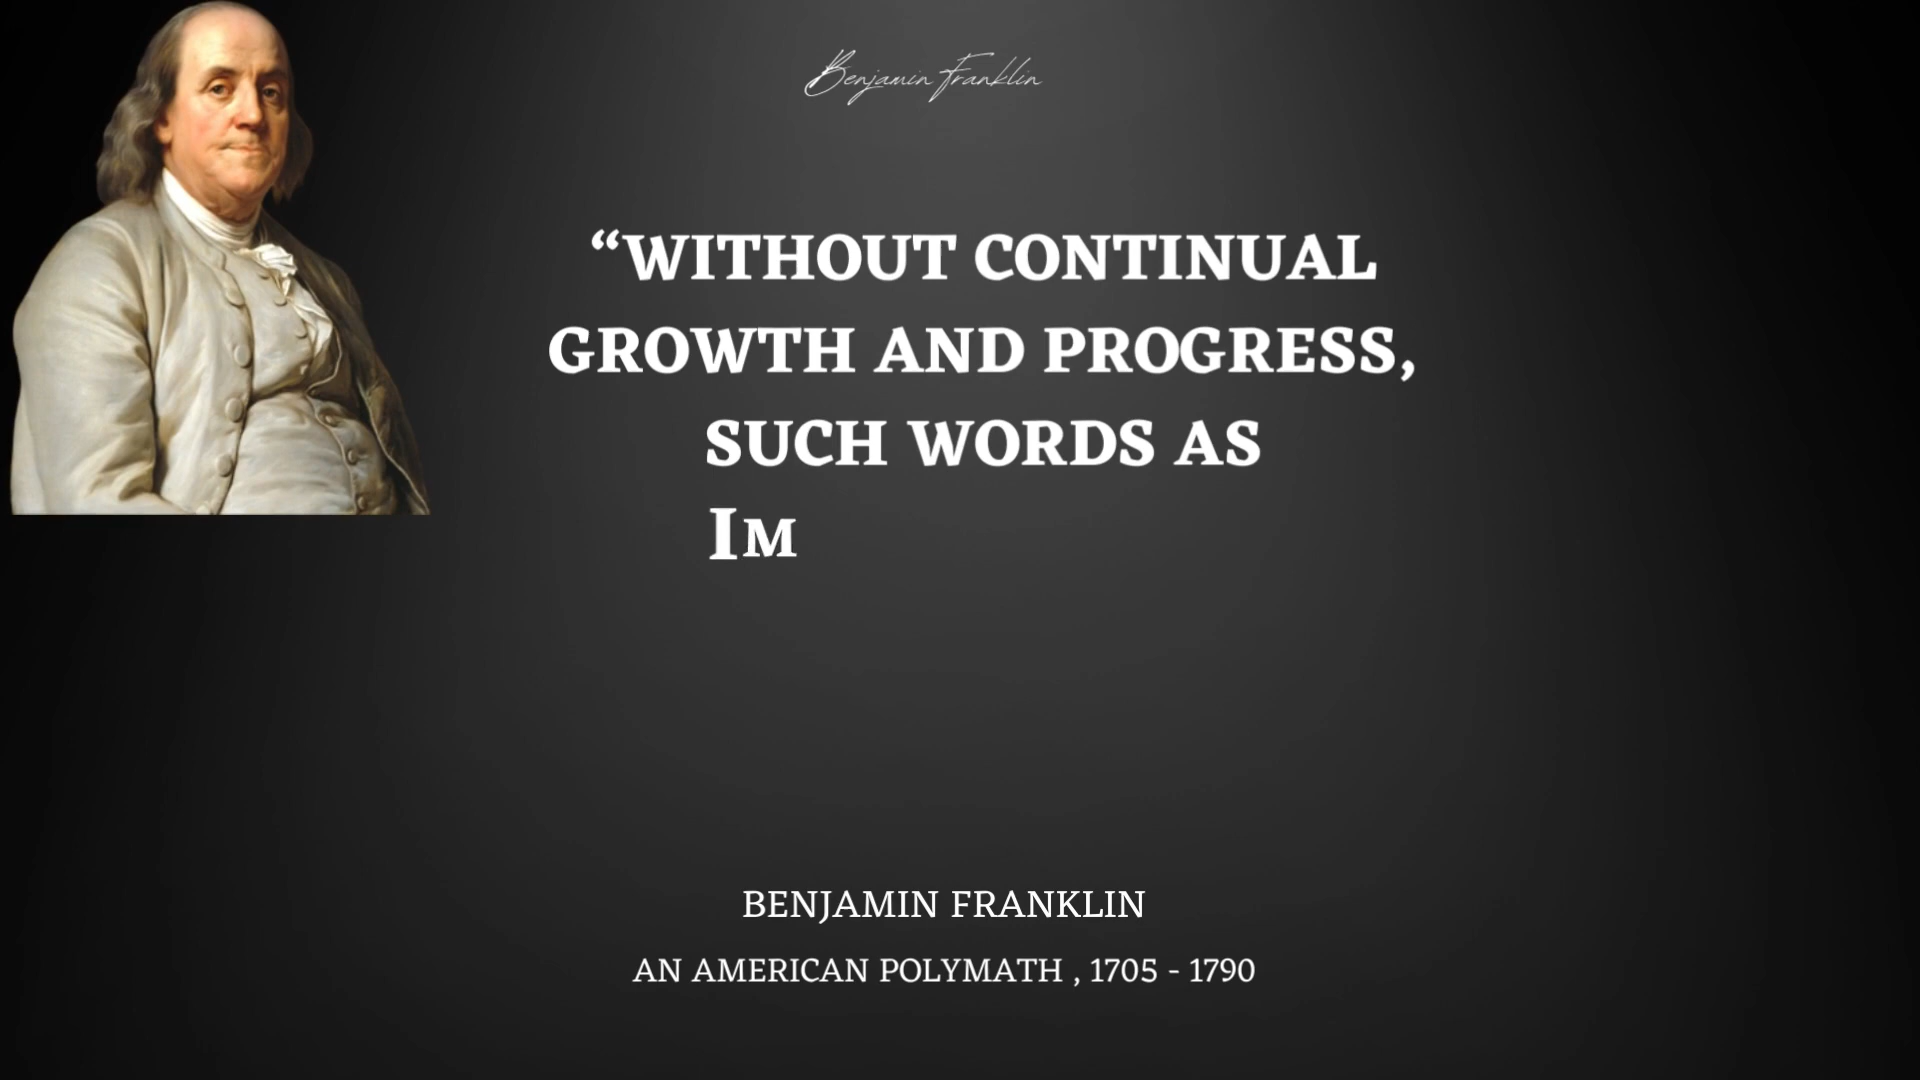 Benjamin Franklin
“WITHOUT CONTINUAL
GROWTH AND PROGRESS,
SUCH WORDS AS
IM
BENJAMIN FRANKLIN
AN AMERICAN POLYMATH , 1705 - 1790